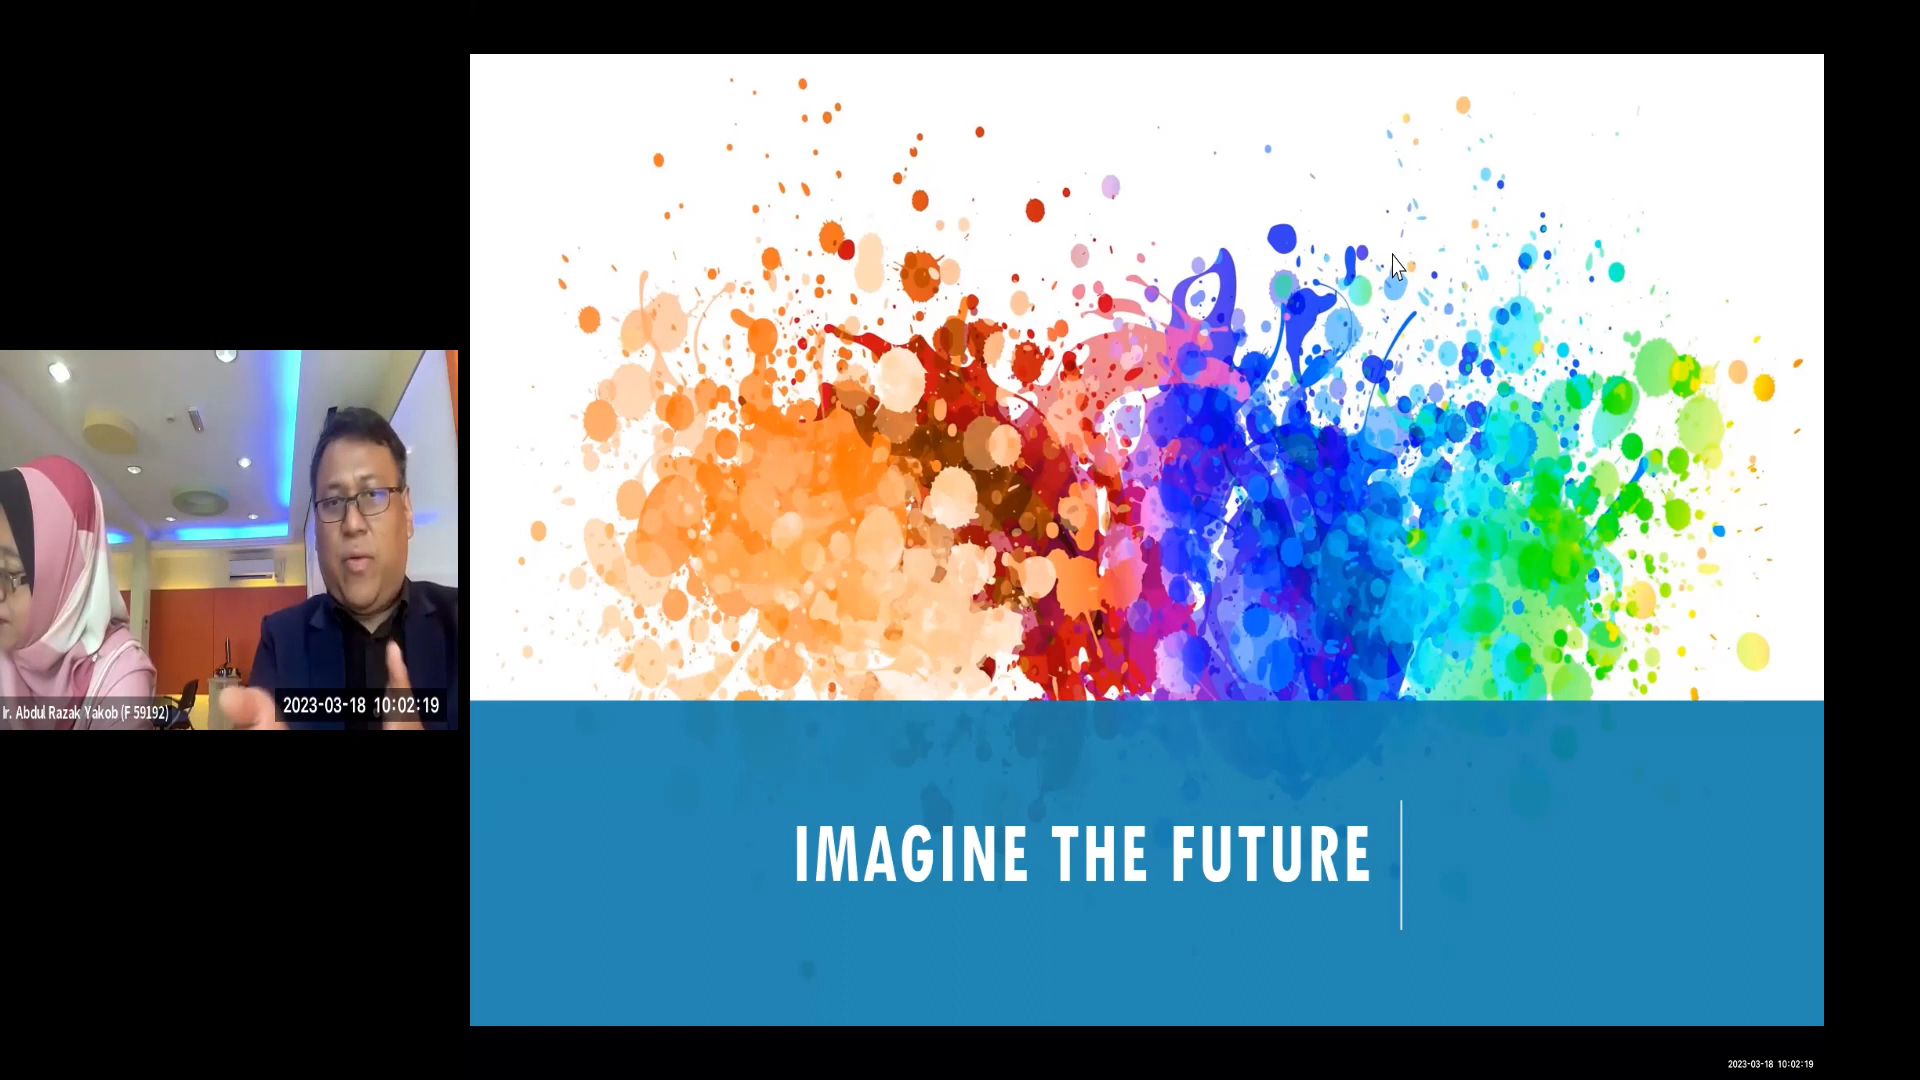 Ir. Abdul Razak Yakob (F 59192)
2023-03-18 10:02:19
IMAGINE THE FUTURE
2023-03-18 10:02:19